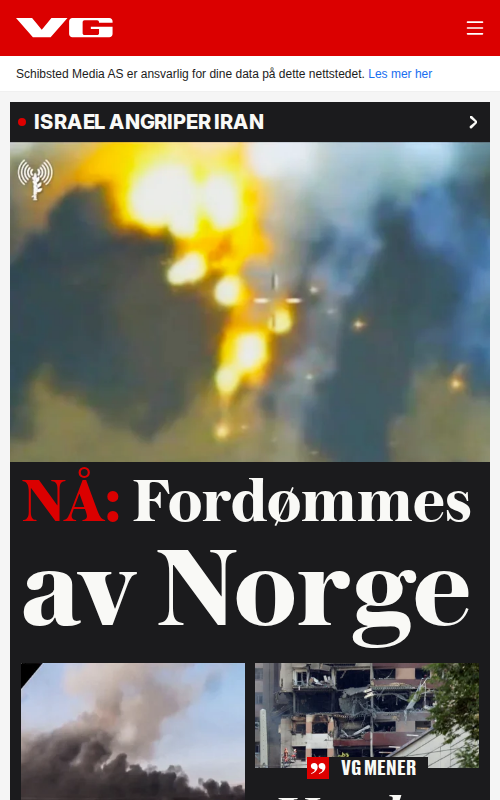 VG
Schibsted Media AS er ansvarlig for dine data på dette nettstedet. Les mer her
ISRAEL ANGRIPER IRAN
NÅ: Fordømmes
av Norge
VG MENER